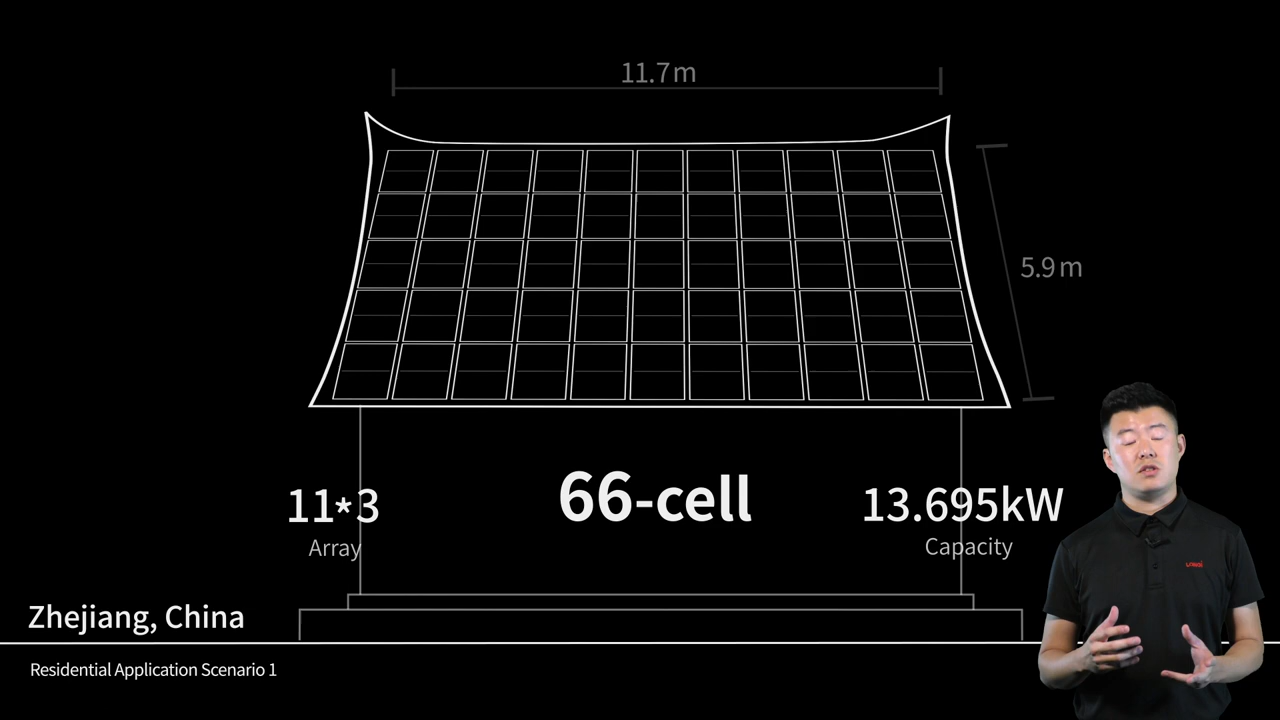 11.7m
5.9m
11*3
Array
66-cell
13.695kW
Capacity
Zhejiang, China
Residential Application Scenario 1